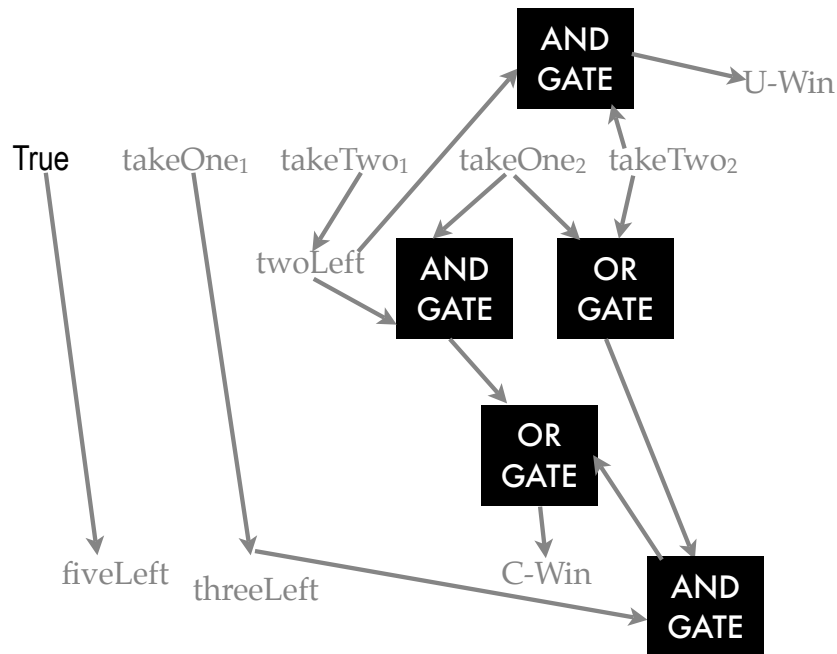 AND
GATE
U-Win
True
takeOne₁
takeTwo₁
takeOne₂
takeTwo₂
twoLeft
AND
GATE
OR
GATE
OR
GATE
fiveLeft
threeLeft
C-Win
AND
GATE